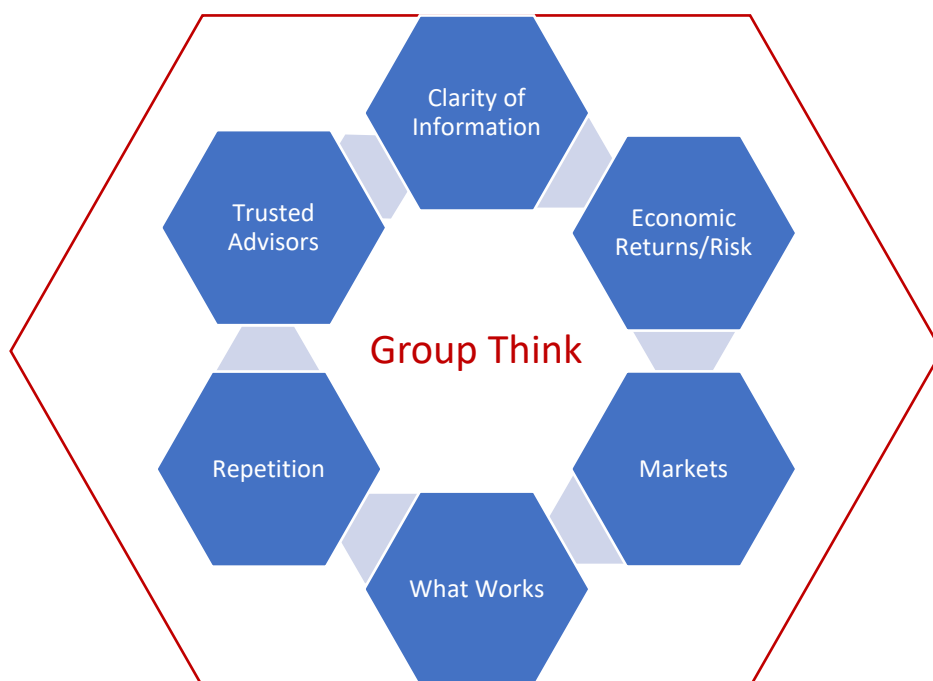 Clarity of
Information
Trusted
Advisors
Economic
Returns/Risk
Group Think
Repetition
Markets
What Works